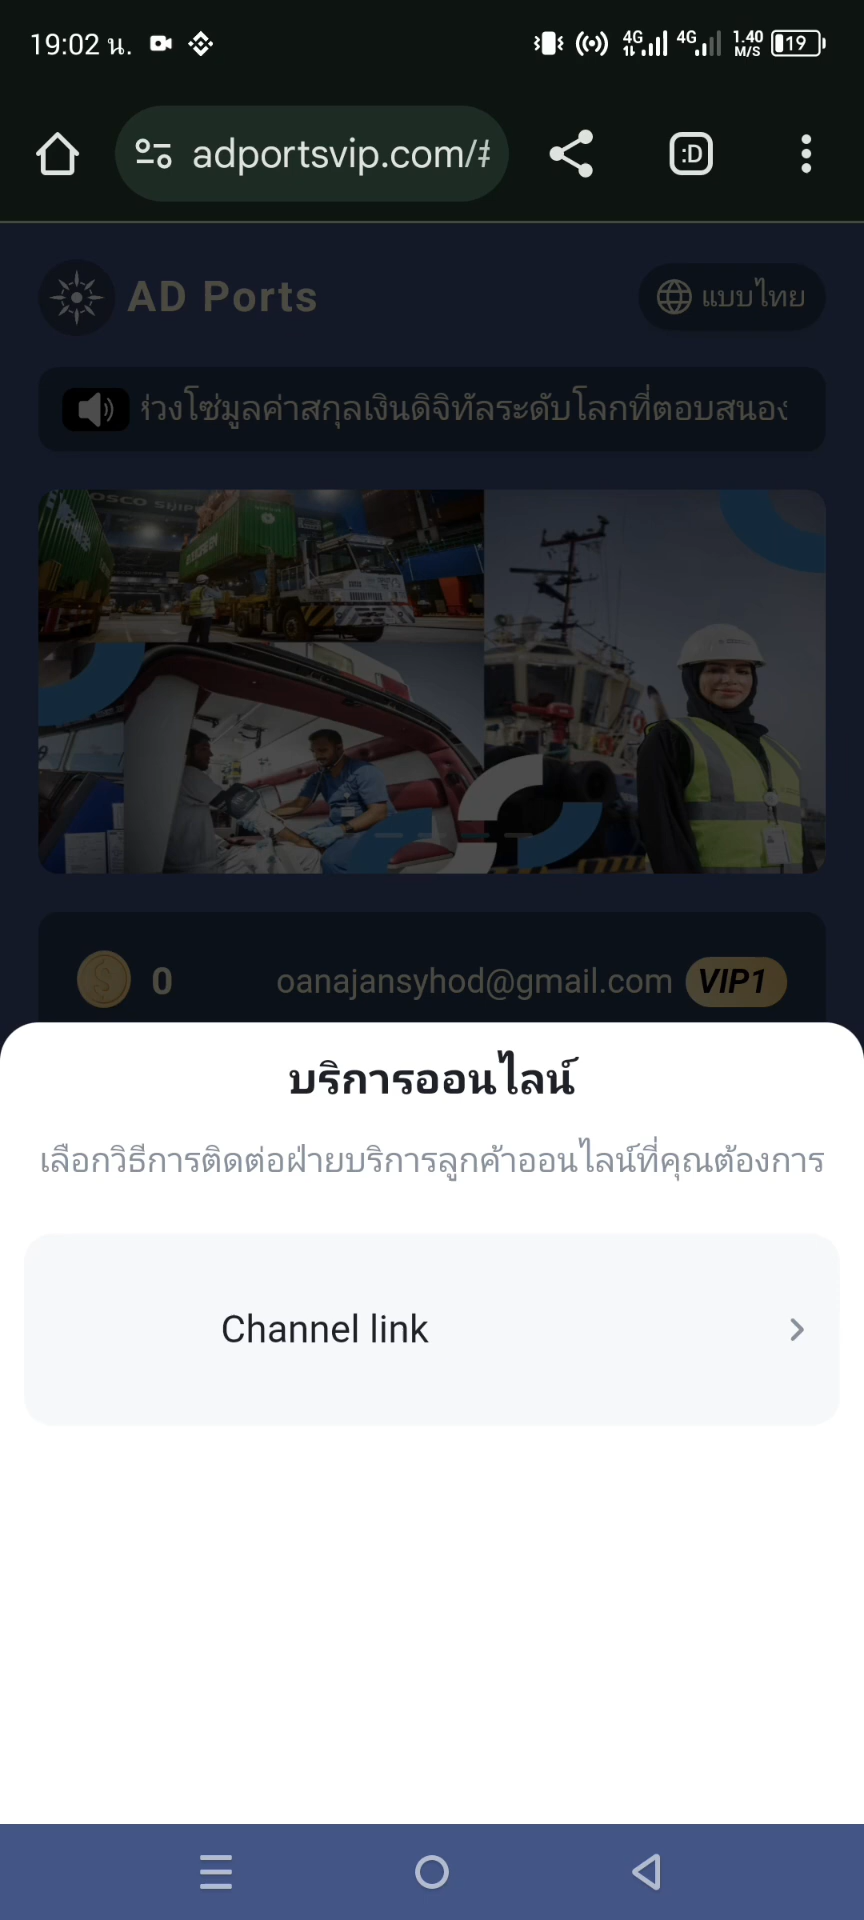 19:02 น.
4G 4G 1.40 M/S 19
adportsvip.com/#
:D
AD Ports
แบบไทย
ห่วงโซ่มูลค่าสกุลเงินดิจิทัลระดับโลกที่ตอบสนอง
0 oanajansyhod@gmail.com VIP1
บริการออนไลน์
เลือกวิธีการติดต่อฝ่ายบริการลูกค้าออนไลน์ที่คุณต้องการ
Channel link